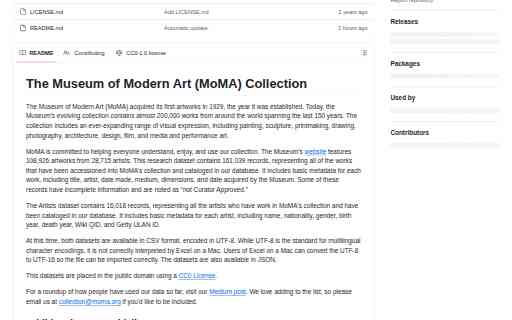 Report repository
LICENSE.md Add LICENSE.md 2 years ago
Releases
README.md Automatic update. 2 hours ago
README Contributing CC0-1.0 license
Packages
The Museum of Modern Art (MoMA) Collection
Used by
The Museum of Modern Art (MoMA) acquired its first artworks in 1929, the year it was established. Today, the
Museum's evolving collection contains almost 200,000 works from around the world spanning the last 150 years. The
collection includes an ever-expanding range of visual expression, including painting, sculpture, printmaking, drawing,
Contributors
photography, architecture, design, film, and media and performance art.
MoMA is committed to helping everyone understand, enjoy, and use our collection. The Museum's website features
108,926 artworks from 28,715 artists. This research dataset contains 161,039 records, representing all of the works
that have been accessioned into MoMA's collection and cataloged in our database. It includes basic metadata for each
work, including title, artist, date made, medium, dimensions, and date acquired by the Museum. Some of these
records have incomplete information and are noted as "not Curator Approved."
The Artists dataset contains 16,018 records, representing all the artists who have work in MoMA's collection and have
been cataloged in our database. It includes basic metadata for each artist, including name, nationality, gender, birth
year, death year, Wiki QID, and Getty ULAN ID.
At this time, both datasets are available in CSV format, encoded in UTF-8. While UTF-8 is the standard for multilingual
character encodings, it is not correctly interpreted by Excel on a Mac. Users of Excel on a Mac can convert the UTF-8
to UTF-16 so the file can be imported correctly. The datasets are also available in JSON.
This datasets are placed in the public domain using a CC0 License.
For a roundup of how people have used our data so far, visit our Medium post. We love adding to the list, so please
email us at collection@moma.org if you'd like to be included.